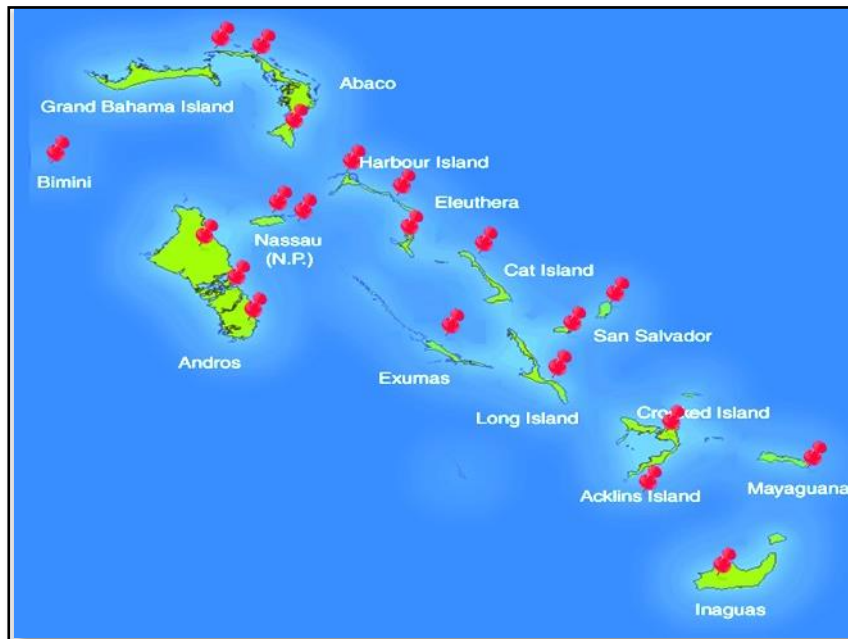 Abaco
Grand Bahama Island
Harbour Island
Bimini
Eleuthera
Nassau
(N.P.)
Cat Island
San Salvador
Andros
Exumas
Long Island
Crooked Island
Acklins Island
Mayaguana
Inaguas